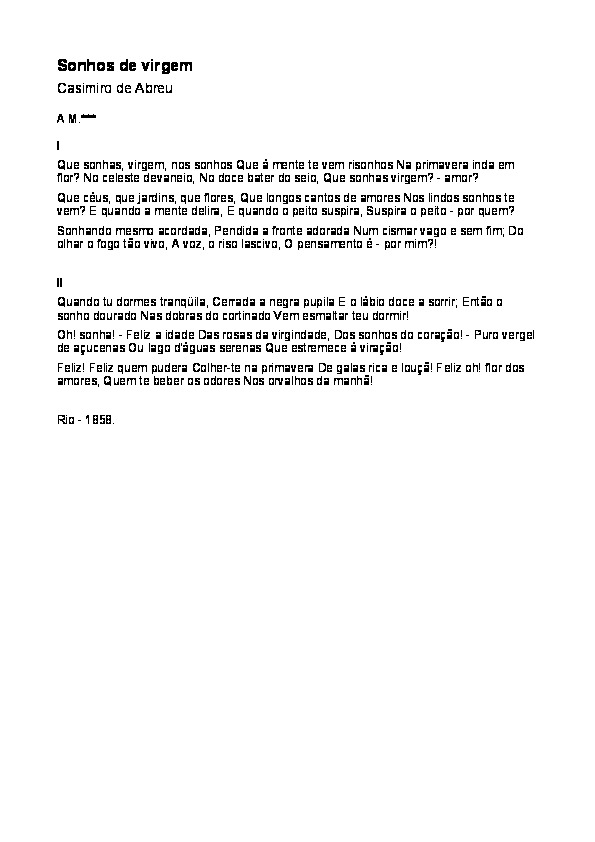 Sonhos de virgem
Casimiro de Abreu
A M.***
I
Que sonhas, virgem, nos sonhos Que à mente te vem risonhos Na primavera inda em
flor? No celeste devaneio, No doce bater do seio, Que sonhas virgem? - amor?
Que céus, que jardins, que flores, Que longos cantos de amores Nos lindos sonhos te
vem? E quando a mente delira, E quando o peito suspira, Suspira o peito - por quem?
Sonhando mesmo acordada, Pendida a fronte adorada Num cismar vago e sem fim; Do
olhar o fogo tão vivo, A voz, o riso lascivo, O pensamento é - por mim?!
II
Quando tu dormes tranqüila, Cerrada a negra pupila E o lábio doce a sorrir; Então o
sonho dourado Nas dobras do cortinado Vem esmaltar teu dormir!
Oh! sonha! - Feliz a idade Das rosas da virgindade, Dos sonhos do coração! - Puro vergel
de açucenas Ou lago d'águas serenas Que estremece à viração!
Feliz! Feliz quem pudera Colher-te na primavera De galas rica e louçã! Feliz oh! flor dos
amores, Quem te beber os odores Nos orvalhos da manhã!
Rio - 1858.